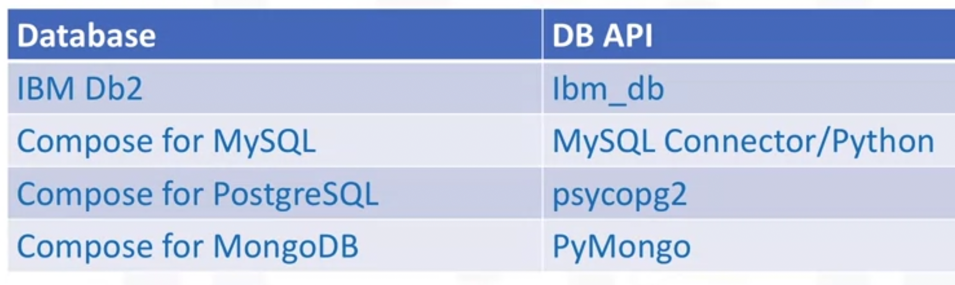 Database DB API
IBM Db2 Ibm_db
Compose for MySQL MySQL Connector/Python
Compose for PostgreSQL psycopg2
Compose for MongoDB PyMongo